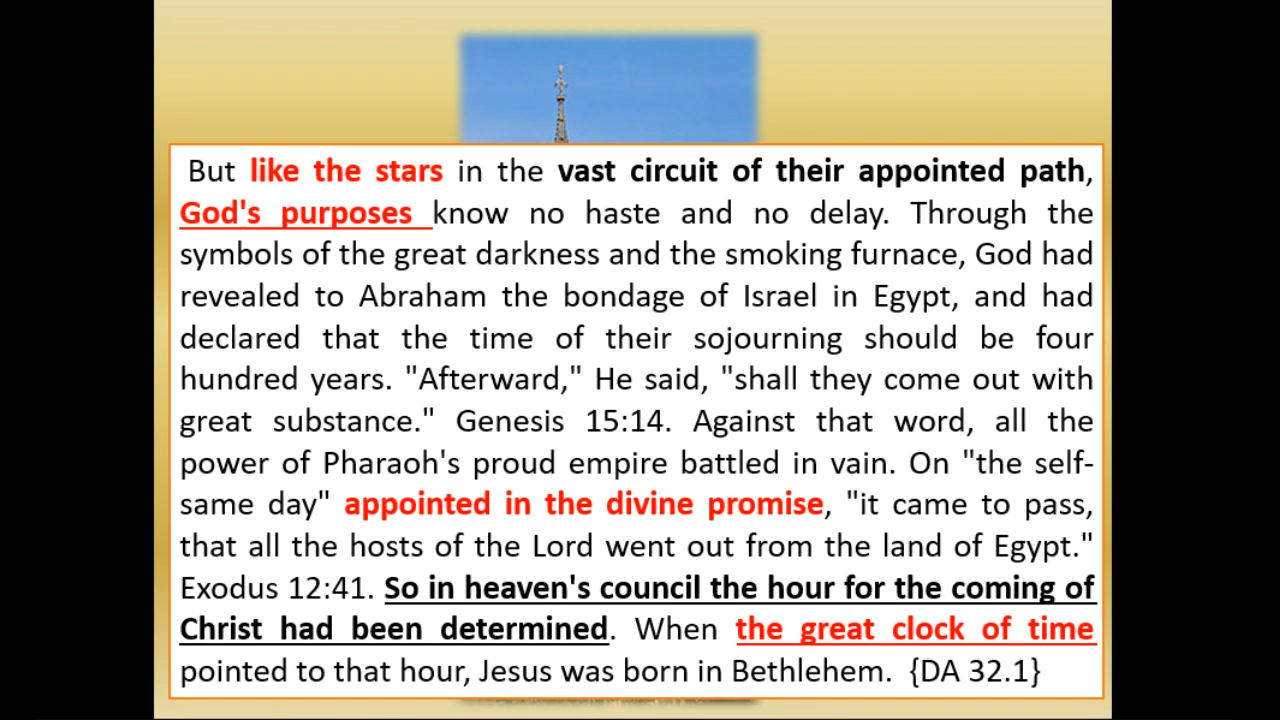 But like the stars in the vast circuit of their appointed path,
God's purposes know no haste and no delay. Through the
symbols of the great darkness and the smoking furnace, God had
revealed to Abraham the bondage of Israel in Egypt, and had
declared that the time of their sojourning should be four
hundred years. "Afterward," He said, "shall they come out with
great substance." Genesis 15:14. Against that word, all the
power of Pharaoh's proud empire battled in vain. On "the self-
same day" appointed in the divine promise, "it came to pass,
that all the hosts of the Lord went out from the land of Egypt."
Exodus 12:41. So in heaven's council the hour for the coming of
Christ had been determined. When the great clock of time
pointed to that hour, Jesus was born in Bethlehem. {DA 32.1}